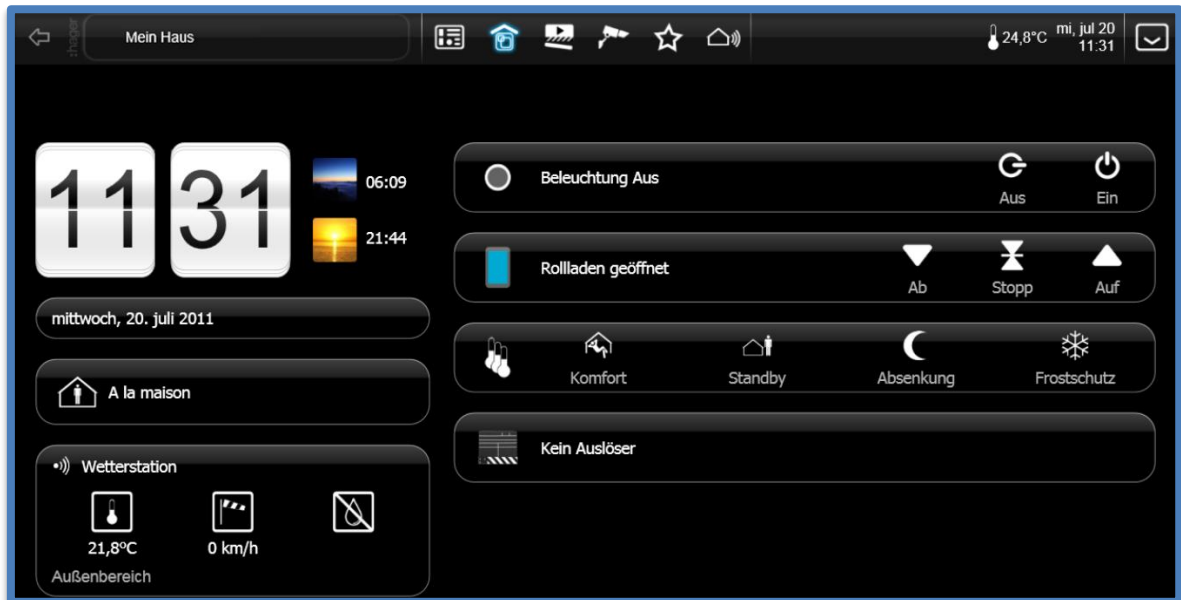 :hager
Mein Haus
24,8°C
mi, jul 20
11:31
11 31
06:09
21:44
mittwoch, 20. juli 2011
A la maison
Wetterstation
21,8°C
0 km/h
Außenbereich
Beleuchtung Aus
Aus
Ein
Rollladen geöffnet
Ab
Stopp
Auf
Komfort
Standby
Absenkung
Frostschutz
Kein Auslöser